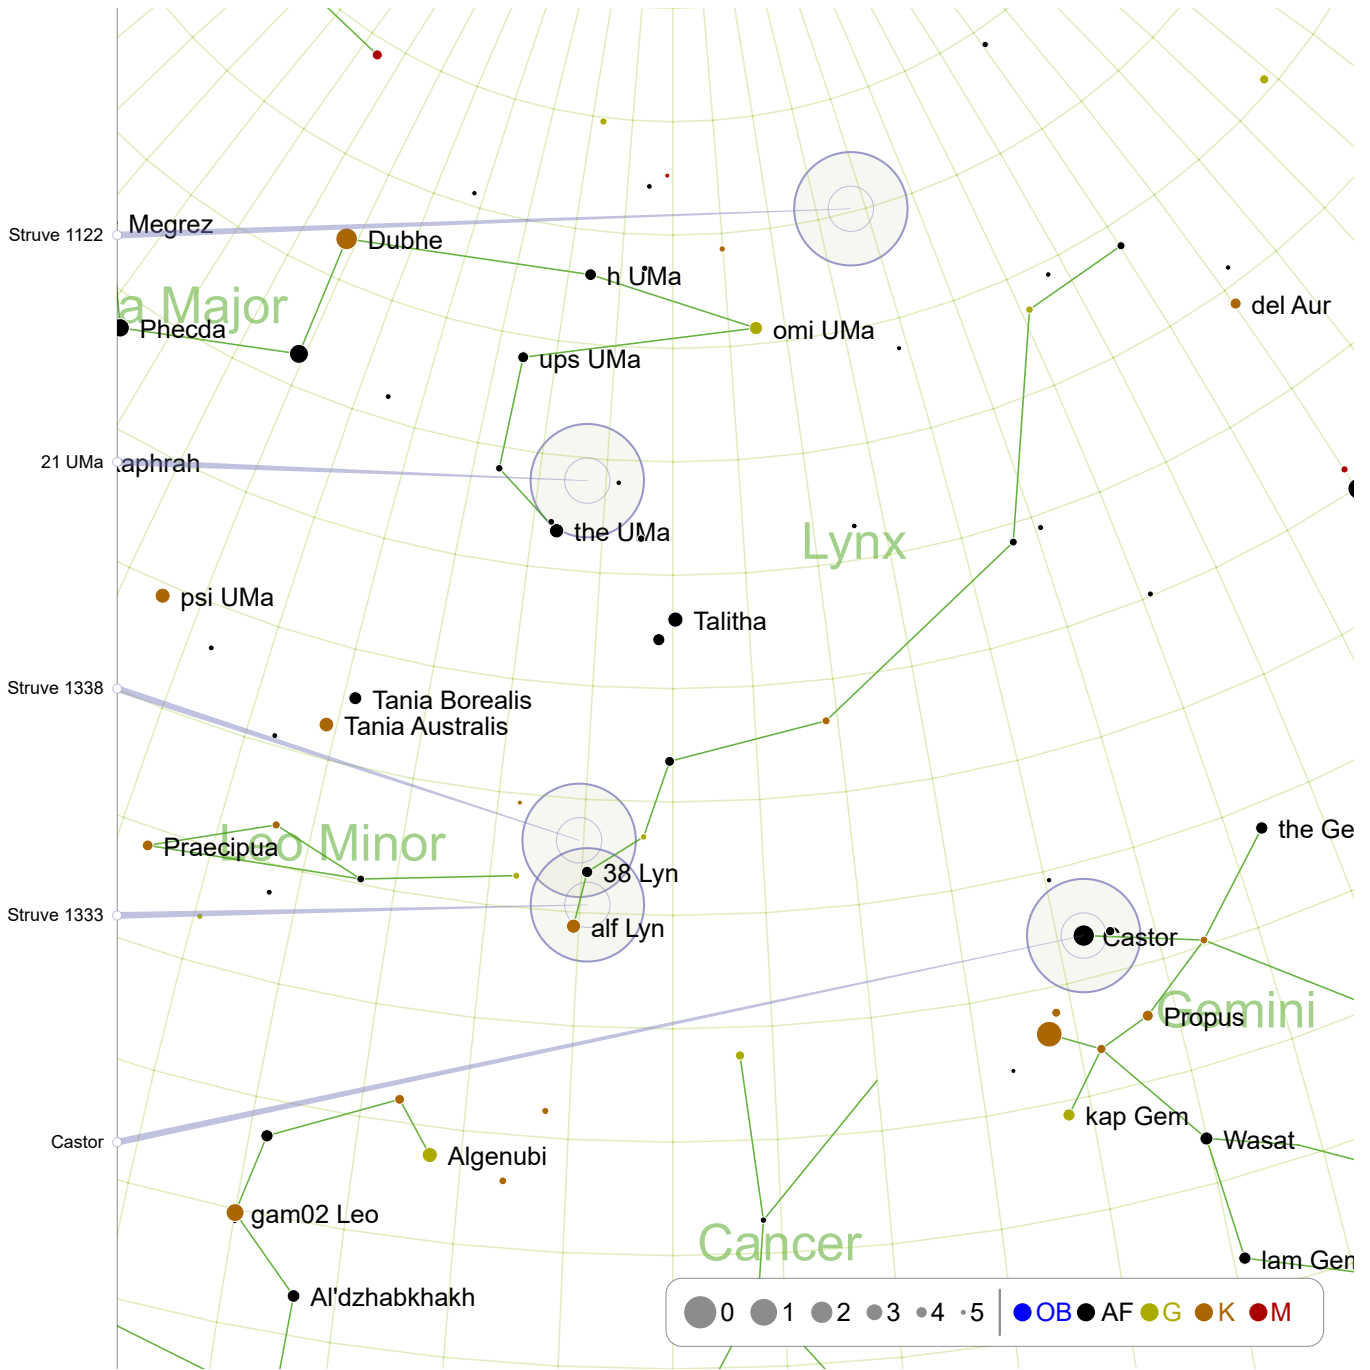 Megrez
Struve 1122
Dubhe
h UMa
a Major
del Aur
Phecda
omi UMa
ups UMa
21 UMa
aphrah
the UMa
Lynx
psi UMa
Talitha
Struve 1338
Tania Borealis
Tania Australis
the Ge
Praecipua
Leo Minor
38 Lyn
Struve 1333
alf Lyn
Castor
Gemini
Propus
kap Gem
Castor
Wasat
Algenubi
gam02 Leo
Cancer
lam Gem
Al'dzhabkhakh
0 1 2 3 4 5 OB AF G K M